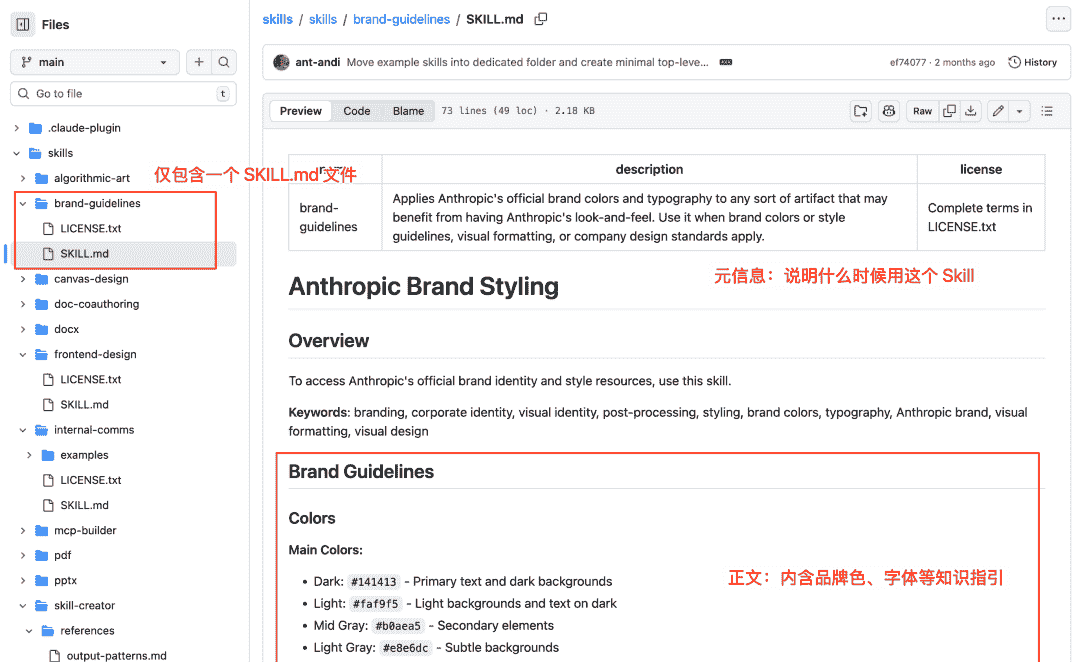 Files
main
Go to file
t
.claude-plugin
skills
algorithmic-art
brand-guidelines
LICENSE.txt
SKILL.md
canvas-design
doc-coauthoring
docx
frontend-design
LICENSE.txt
SKILL.md
internal-comms
examples
LICENSE.txt
SKILL.md
mcp-builder
pdf
pptx
skill-creator
references
output-patterns.md
skills / skills / brand-guidelines / SKILL.md
ant-andi Move example skills into dedicated folder and create minimal top-leve...
ef74077 · 2 months ago
History
Preview Code Blame 73 lines (49 loc) · 2.18 KB
Raw
仅包含一个 SKILL.md 文件
description license
brand-guidelines
Applies Anthropic's official brand colors and typography to any sort of artifact that may
benefit from having Anthropic's look-and-feel. Use it when brand colors or style
guidelines, visual formatting, or company design standards apply.
Complete terms in
LICENSE.txt
元信息：说明什么时候用这个 Skill
Anthropic Brand Styling
Overview
To access Anthropic's official brand identity and style resources, use this skill.
Keywords: branding, corporate identity, visual identity, post-processing, styling, brand colors, typography, Anthropic brand, visual
formatting, visual design
Brand Guidelines
Colors
Main Colors:
• Dark: #141413 - Primary text and dark backgrounds
• Light: #faf9f5 - Light backgrounds and text on dark
• Mid Gray: #b0aea5 - Secondary elements
• Light Gray: #e8e6dc - Subtle backgrounds
正文：内含品牌色、字体等知识指引